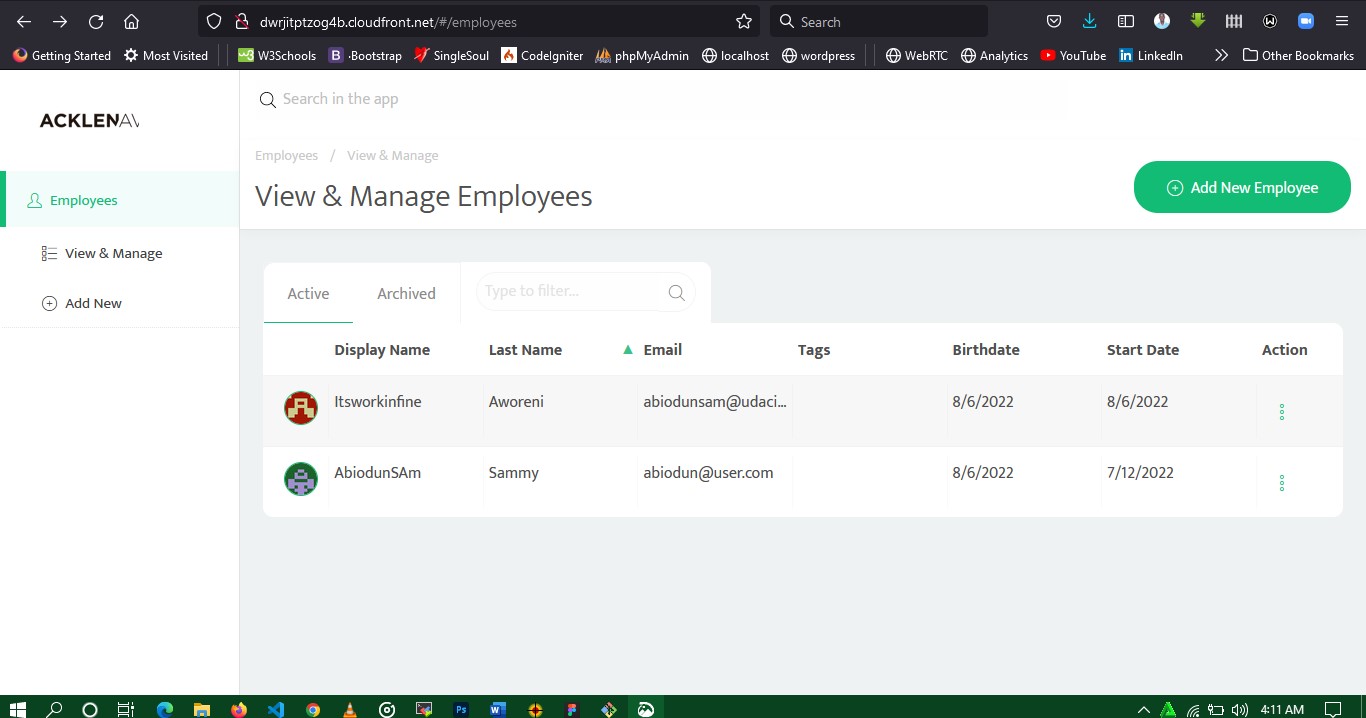 dwrjitptzog4b.cloudfront.net/#/employees
Search
Getting Started Most Visited W3Schools B ·Bootstrap SingleSoul CodeIgniter phpMyAdmin localhost wordpress WebRTC Analytics YouTube LinkedIn Other Bookmarks
ACKLENAV
Search in the app
Employees / View & Manage
View & Manage Employees
Add New Employee
Employees
View & Manage
Add New
Active Archived Type to filter...
Display Name Last Name Email Tags Birthdate Start Date Action
Itsworkinfine Aworeni abiodunsam@udaci... 8/6/2022 8/6/2022
AbiodunSAm Sammy abiodun@user.com 8/6/2022 7/12/2022
4:11 AM